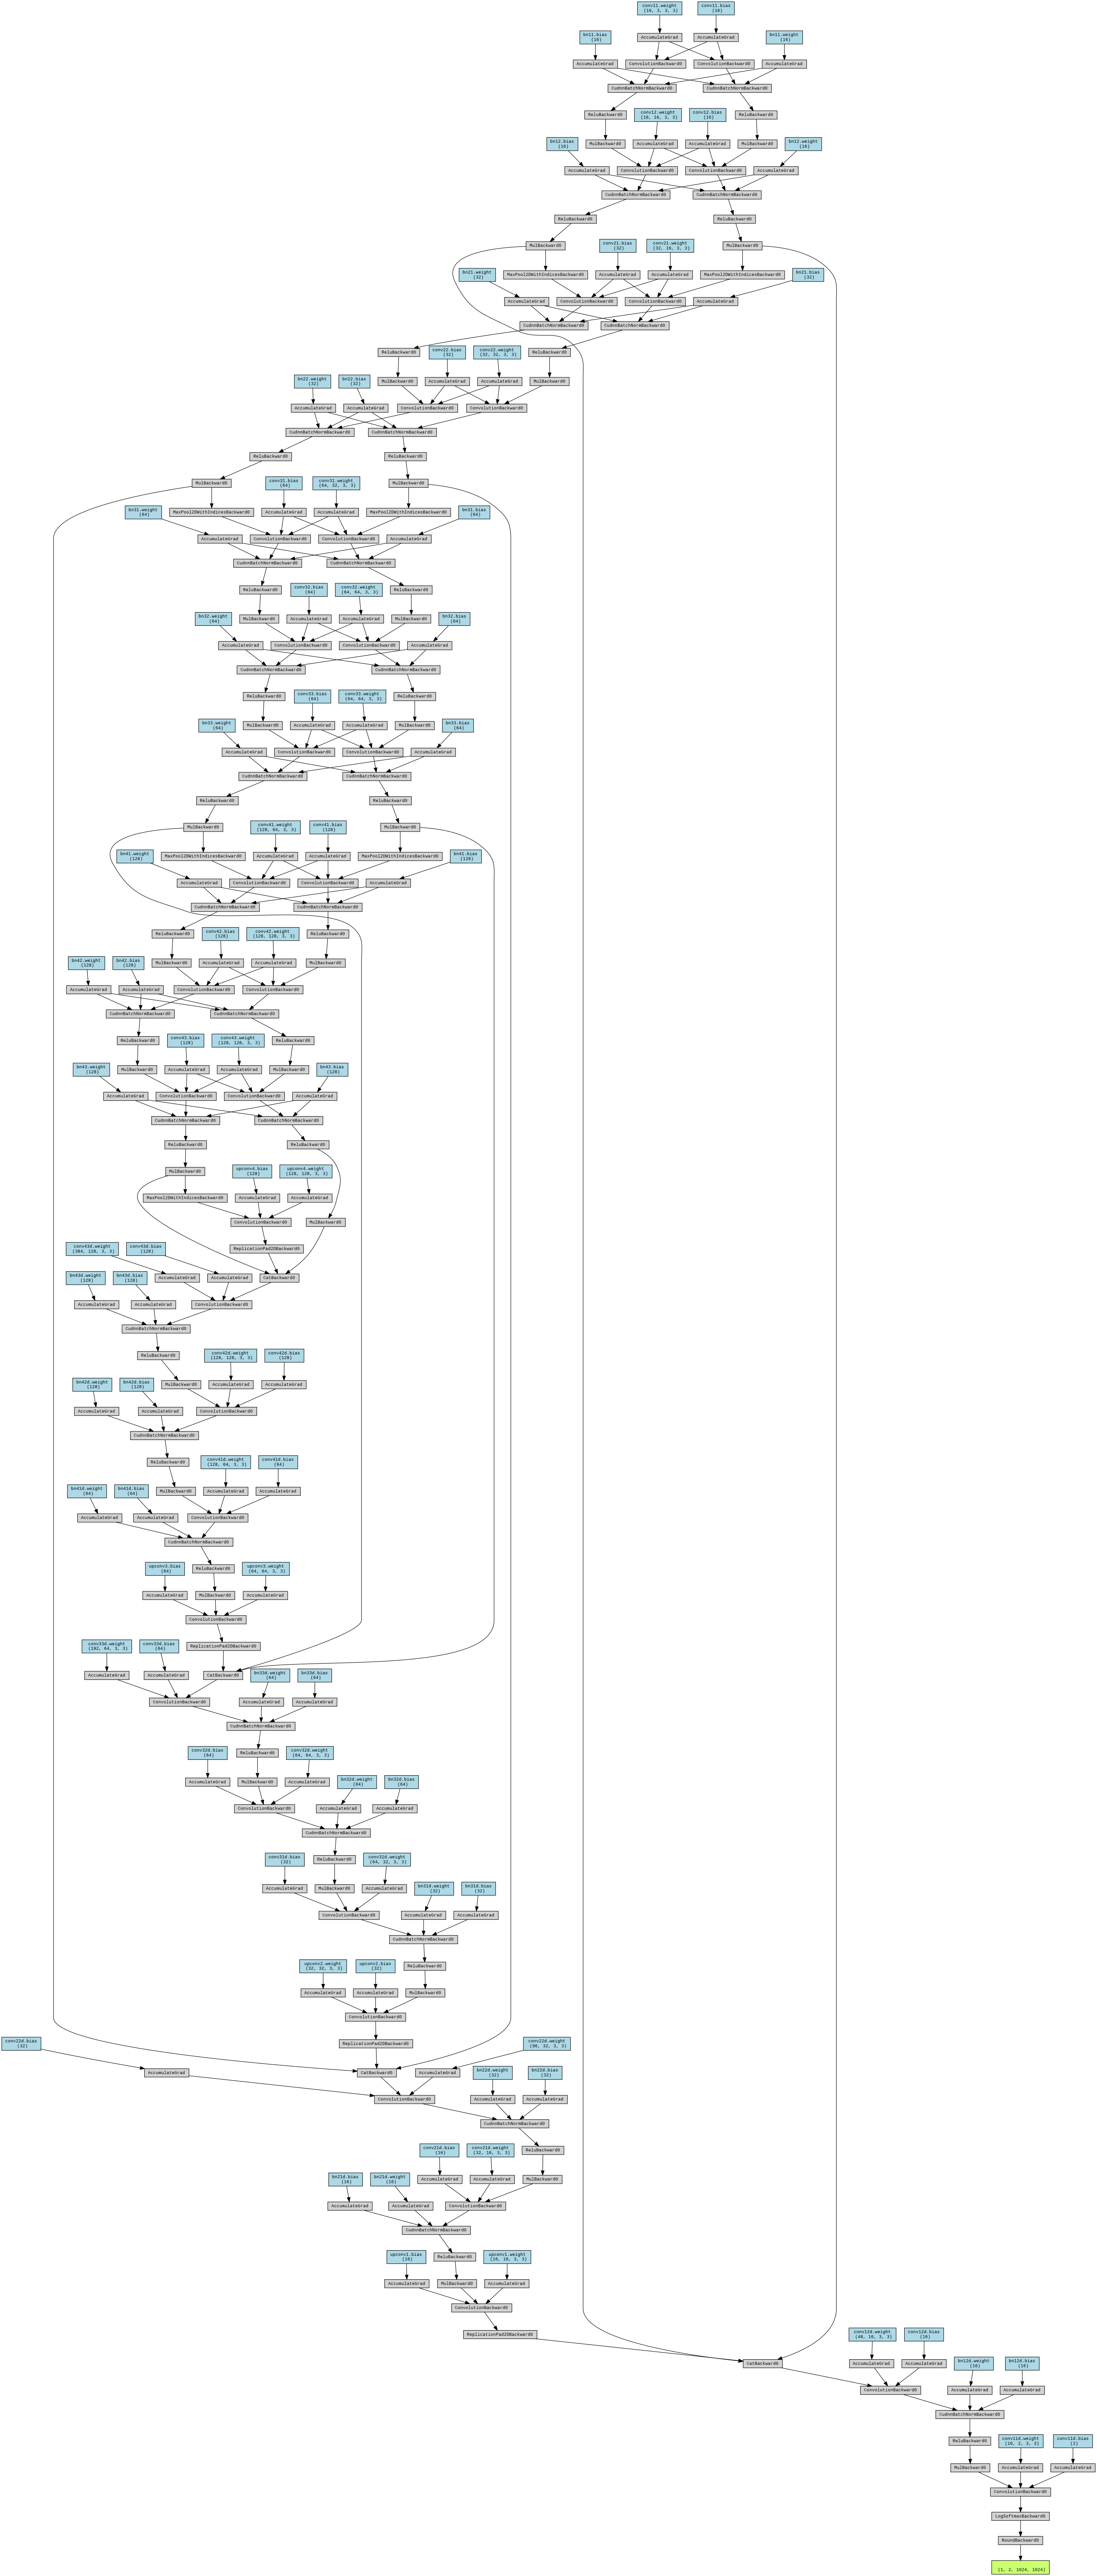 conv11.weight
(16, 3, 3, 3)
conv11.bias
(16)
bn11.bias
(16)
AccumulateGrad
AccumulateGrad
bn11.weight
(16)
AccumulateGrad
ConvolutionBackward0
ConvolutionBackward0
AccumulateGrad
CudnnBatchNormBackward0
CudnnBatchNormBackward0
ReluBackward0
conv12.weight
(16, 16, 3, 3)
conv12.bias
(16)
ReluBackward0
bn12.bias
(16)
MulBackward0
AccumulateGrad
AccumulateGrad
MulBackward0
bn12.weight
(16)
AccumulateGrad
ConvolutionBackward0
ConvolutionBackward0
AccumulateGrad
CudnnBatchNormBackward0
CudnnBatchNormBackward0
ReluBackward0
ReluBackward0
MulBackward0
conv21.bias
(32)
conv21.weight
(32, 16, 3, 3)
MulBackward0
bn21.weight
(32)
MaxPool2DWithIndicesBackward0
AccumulateGrad
AccumulateGrad
MaxPool2DWithIndicesBackward0
bn21.bias
(32)
AccumulateGrad
ConvolutionBackward0
ConvolutionBackward0
AccumulateGrad
CudnnBatchNormBackward0
CudnnBatchNormBackward0
ReluBackward0
conv22.bias
(32)
conv22.weight
(32, 32, 3, 3)
ReluBackward0
bn22.weight
(32)
bn22.bias
(32)
MulBackward0
AccumulateGrad
AccumulateGrad
MulBackward0
AccumulateGrad
AccumulateGrad
ConvolutionBackward0
ConvolutionBackward0
CudnnBatchNormBackward0
CudnnBatchNormBackward0
ReluBackward0
ReluBackward0
MulBackward0
conv31.bias
(64)
conv31.weight
(64, 32, 3, 3)
MulBackward0
bn31.weight
(64)
MaxPool2DWithIndicesBackward0
AccumulateGrad
AccumulateGrad
MaxPool2DWithIndicesBackward0
bn31.bias
(64)
AccumulateGrad
ConvolutionBackward0
ConvolutionBackward0
AccumulateGrad
CudnnBatchNormBackward0
CudnnBatchNormBackward0
ReluBackward0
conv32.bias
(64)
conv32.weight
(64, 64, 3, 3)
ReluBackward0
bn32.weight
(64)
MulBackward0
AccumulateGrad
AccumulateGrad
MulBackward0
bn32.bias
(64)
AccumulateGrad
ConvolutionBackward0
ConvolutionBackward0
AccumulateGrad
CudnnBatchNormBackward0
CudnnBatchNormBackward0
ReluBackward0
conv33.bias
(64)
conv33.weight
(64, 64, 3, 3)
ReluBackward0
bn33.weight
(64)
MulBackward0
AccumulateGrad
AccumulateGrad
MulBackward0
bn33.bias
(64)
AccumulateGrad
ConvolutionBackward0
ConvolutionBackward0
AccumulateGrad
CudnnBatchNormBackward0
CudnnBatchNormBackward0
ReluBackward0
ReluBackward0
MulBackward0
conv41.weight
(128, 64, 3, 3)
conv41.bias
(128)
MulBackward0
bn41.weight
(128)
MaxPool2DWithIndicesBackward0
AccumulateGrad
AccumulateGrad
MaxPool2DWithIndicesBackward0
bn41.bias
(128)
AccumulateGrad
ConvolutionBackward0
ConvolutionBackward0
AccumulateGrad
CudnnBatchNormBackward0
CudnnBatchNormBackward0
ReluBackward0
conv42.bias
(128)
conv42.weight
(128, 128, 3, 3)
ReluBackward0
bn42.weight
(128)
bn42.bias
(128)
MulBackward0
AccumulateGrad
AccumulateGrad
MulBackward0
AccumulateGrad
AccumulateGrad
ConvolutionBackward0
ConvolutionBackward0
CudnnBatchNormBackward0
CudnnBatchNormBackward0
ReluBackward0
conv43.bias
(128)
conv43.weight
(128, 128, 3, 3)
ReluBackward0
bn43.weight
(128)
MulBackward0
AccumulateGrad
AccumulateGrad
MulBackward0
bn43.bias
(128)
AccumulateGrad
ConvolutionBackward0
ConvolutionBackward0
AccumulateGrad
CudnnBatchNormBackward0
CudnnBatchNormBackward0
ReluBackward0
ReluBackward0
MulBackward0
upconv4.bias
(128)
upconv4.weight
(128, 128, 3, 3)
MaxPool2DWithIndicesBackward0
AccumulateGrad
AccumulateGrad
ConvolutionBackward0
MulBackward0
conv43d.weight
(384, 128, 3, 3)
conv43d.bias
(128)
ReplicationPad2DBackward0
bn43d.weight
(128)
bn43d.bias
(128)
AccumulateGrad
AccumulateGrad
CatBackward0
AccumulateGrad
AccumulateGrad
ConvolutionBackward0
CudnnBatchNormBackward0
ReluBackward0
conv42d.weight
(128, 128, 3, 3)
conv42d.bias
(128)
bn42d.weight
(128)
bn42d.bias
(128)
MulBackward0
AccumulateGrad
AccumulateGrad
AccumulateGrad
AccumulateGrad
ConvolutionBackward0
CudnnBatchNormBackward0
ReluBackward0
conv41d.weight
(128, 64, 3, 3)
conv41d.bias
(64)
bn41d.weight
(64)
bn41d.bias
(64)
MulBackward0
AccumulateGrad
AccumulateGrad
AccumulateGrad
AccumulateGrad
ConvolutionBackward0
CudnnBatchNormBackward0
upconv3.bias
(64)
ReluBackward0
upconv3.weight
(64, 64, 3, 3)
AccumulateGrad
MulBackward0
AccumulateGrad
ConvolutionBackward0
conv33d.weight
(192, 64, 3, 3)
conv33d.bias
(64)
ReplicationPad2DBackward0
AccumulateGrad
AccumulateGrad
CatBackward0
bn33d.weight
(64)
bn33d.bias
(64)
ConvolutionBackward0
AccumulateGrad
AccumulateGrad
CudnnBatchNormBackward0
conv32d.bias
(64)
ReluBackward0
conv32d.weight
(64, 64, 3, 3)
AccumulateGrad
MulBackward0
AccumulateGrad
bn32d.weight
(64)
bn32d.bias
(64)
ConvolutionBackward0
AccumulateGrad
AccumulateGrad
CudnnBatchNormBackward0
conv31d.bias
(32)
ReluBackward0
conv31d.weight
(64, 32, 3, 3)
AccumulateGrad
MulBackward0
AccumulateGrad
bn31d.weight
(32)
bn31d.bias
(32)
ConvolutionBackward0
AccumulateGrad
AccumulateGrad
CudnnBatchNormBackward0
upconv2.weight
(32, 32, 3, 3)
upconv2.bias
(32)
ReluBackward0
AccumulateGrad
AccumulateGrad
MulBackward0
ConvolutionBackward0
conv22d.bias
(32)
ReplicationPad2DBackward0
conv22d.weight
(96, 32, 3, 3)
AccumulateGrad
CatBackward0
AccumulateGrad
bn22d.weight
(32)
bn22d.bias
(32)
ConvolutionBackward0
AccumulateGrad
AccumulateGrad
CudnnBatchNormBackward0
conv21d.bias
(16)
conv21d.weight
(32, 16, 3, 3)
ReluBackward0
bn21d.bias
(16)
bn21d.weight
(16)
AccumulateGrad
AccumulateGrad
MulBackward0
AccumulateGrad
AccumulateGrad
ConvolutionBackward0
CudnnBatchNormBackward0
upconv1.bias
(16)
ReluBackward0
upconv1.weight
(16, 16, 3, 3)
AccumulateGrad
MulBackward0
AccumulateGrad
ConvolutionBackward0
ReplicationPad2DBackward0
conv12d.weight
(48, 16, 3, 3)
conv12d.bias
(16)
CatBackward0
AccumulateGrad
AccumulateGrad
bn12d.weight
(16)
bn12d.bias
(16)
ConvolutionBackward0
AccumulateGrad
AccumulateGrad
CudnnBatchNormBackward0
ReluBackward0
conv11d.weight
(16, 2, 3, 3)
conv11d.bias
(2)
MulBackward0
AccumulateGrad
AccumulateGrad
ConvolutionBackward0
LogSoftmaxBackward0
RoundBackward0
(1, 2, 1024, 1024)